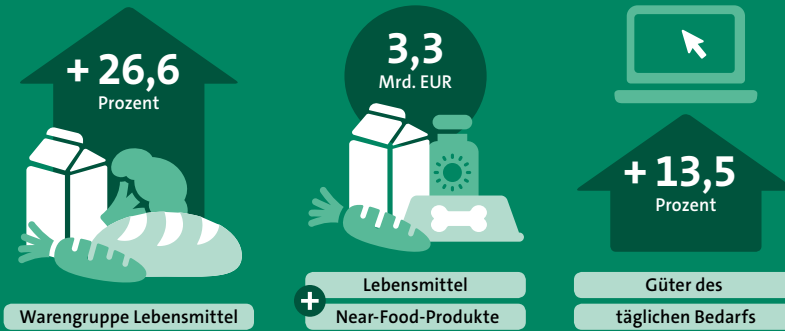 + 26,6
Prozent
Warengruppe Lebensmittel
3,3
Mrd. EUR
Lebensmittel
+
Near-Food-Produkte
+ 13,5
Prozent
Güter des
täglichen Bedarfs